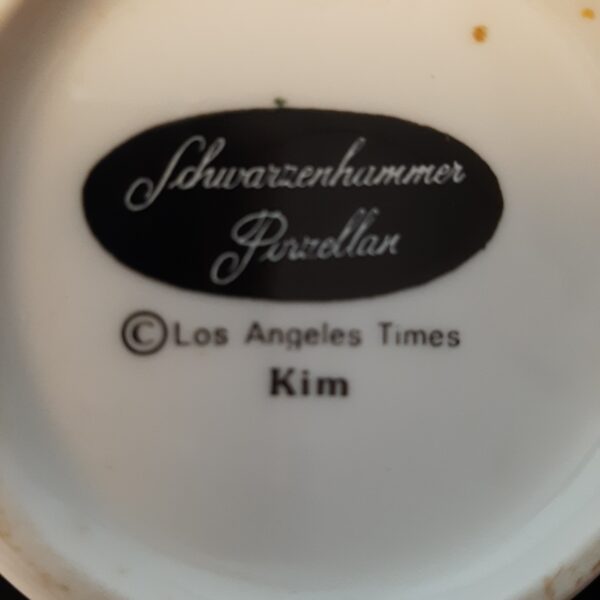 Schwarzenhammer
Porzellan
©Los Angeles Times
Kim